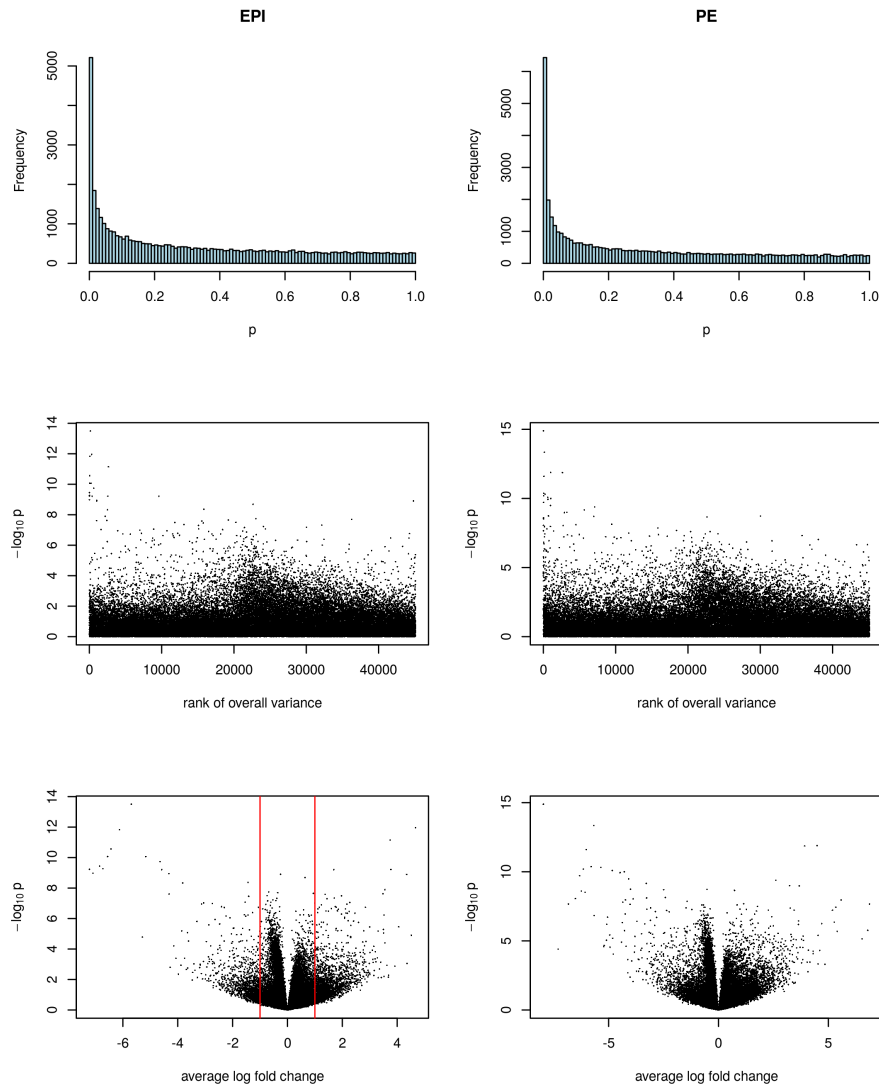 EPI
PE
Frequency
5000
3000
1000
0
0.0 0.2 0.4 0.6 0.8 1.0
p
Frequency
5000
3000
1000
0
0.0 0.2 0.4 0.6 0.8 1.0
p
−log10 p
14
12
10
8
6
4
2
0
0 10000 20000 30000 40000
rank of overall variance
−log10 p
15
10
5
0
0 10000 20000 30000 40000
rank of overall variance
−log10 p
14
12
10
8
6
4
2
0
-6 -4 -2 0 2 4
average log fold change
−log10 p
15
10
5
0
-5 0 5
average log fold change